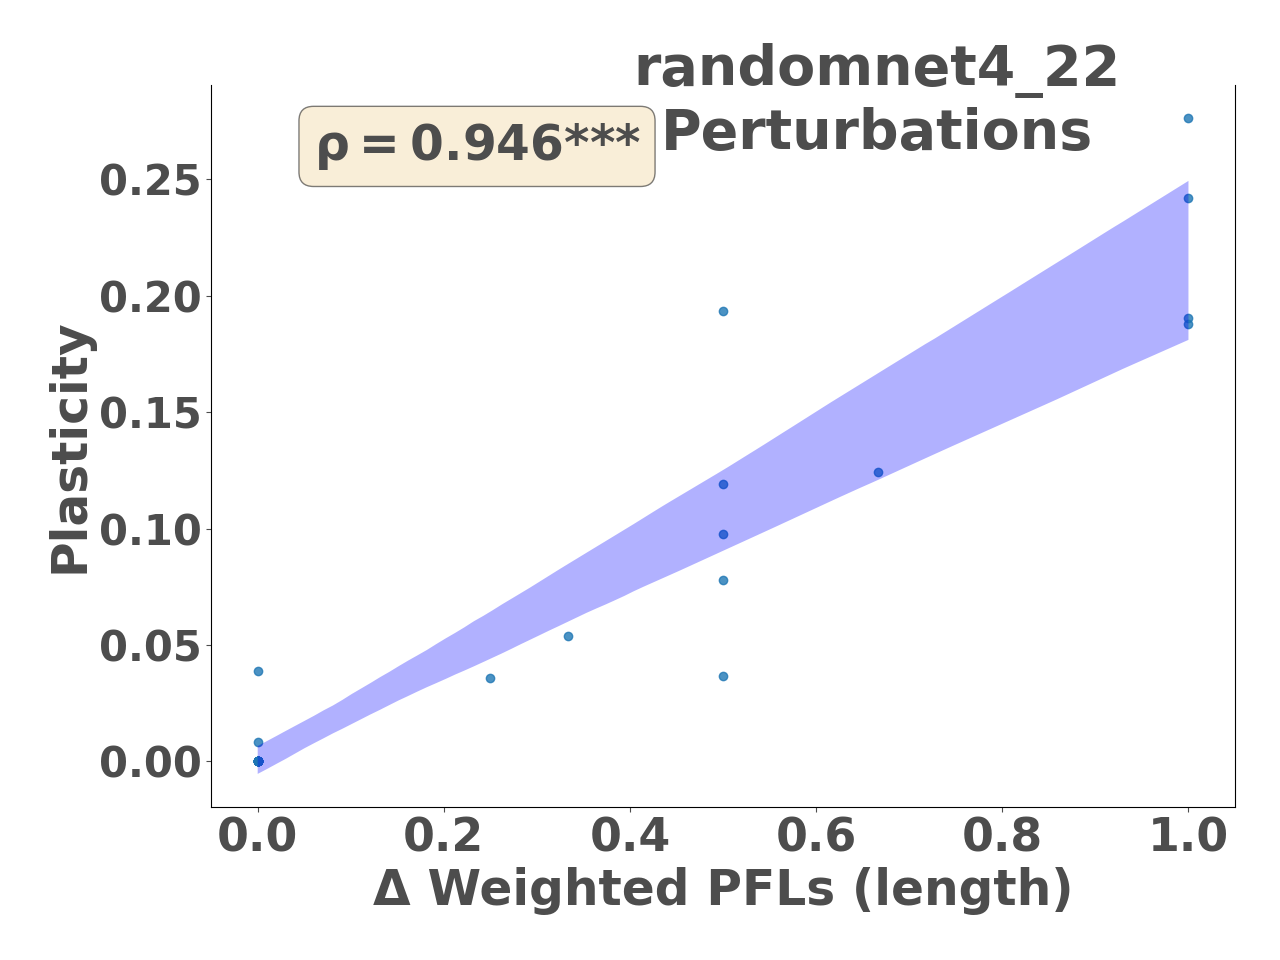 randomnet4_22
Perturbations
ρ = 0.946***
Plasticity
0.25
0.20
0.15
0.10
0.05
0.00
0.0 0.2 0.4 0.6 0.8 1.0
Δ Weighted PFLs (length)